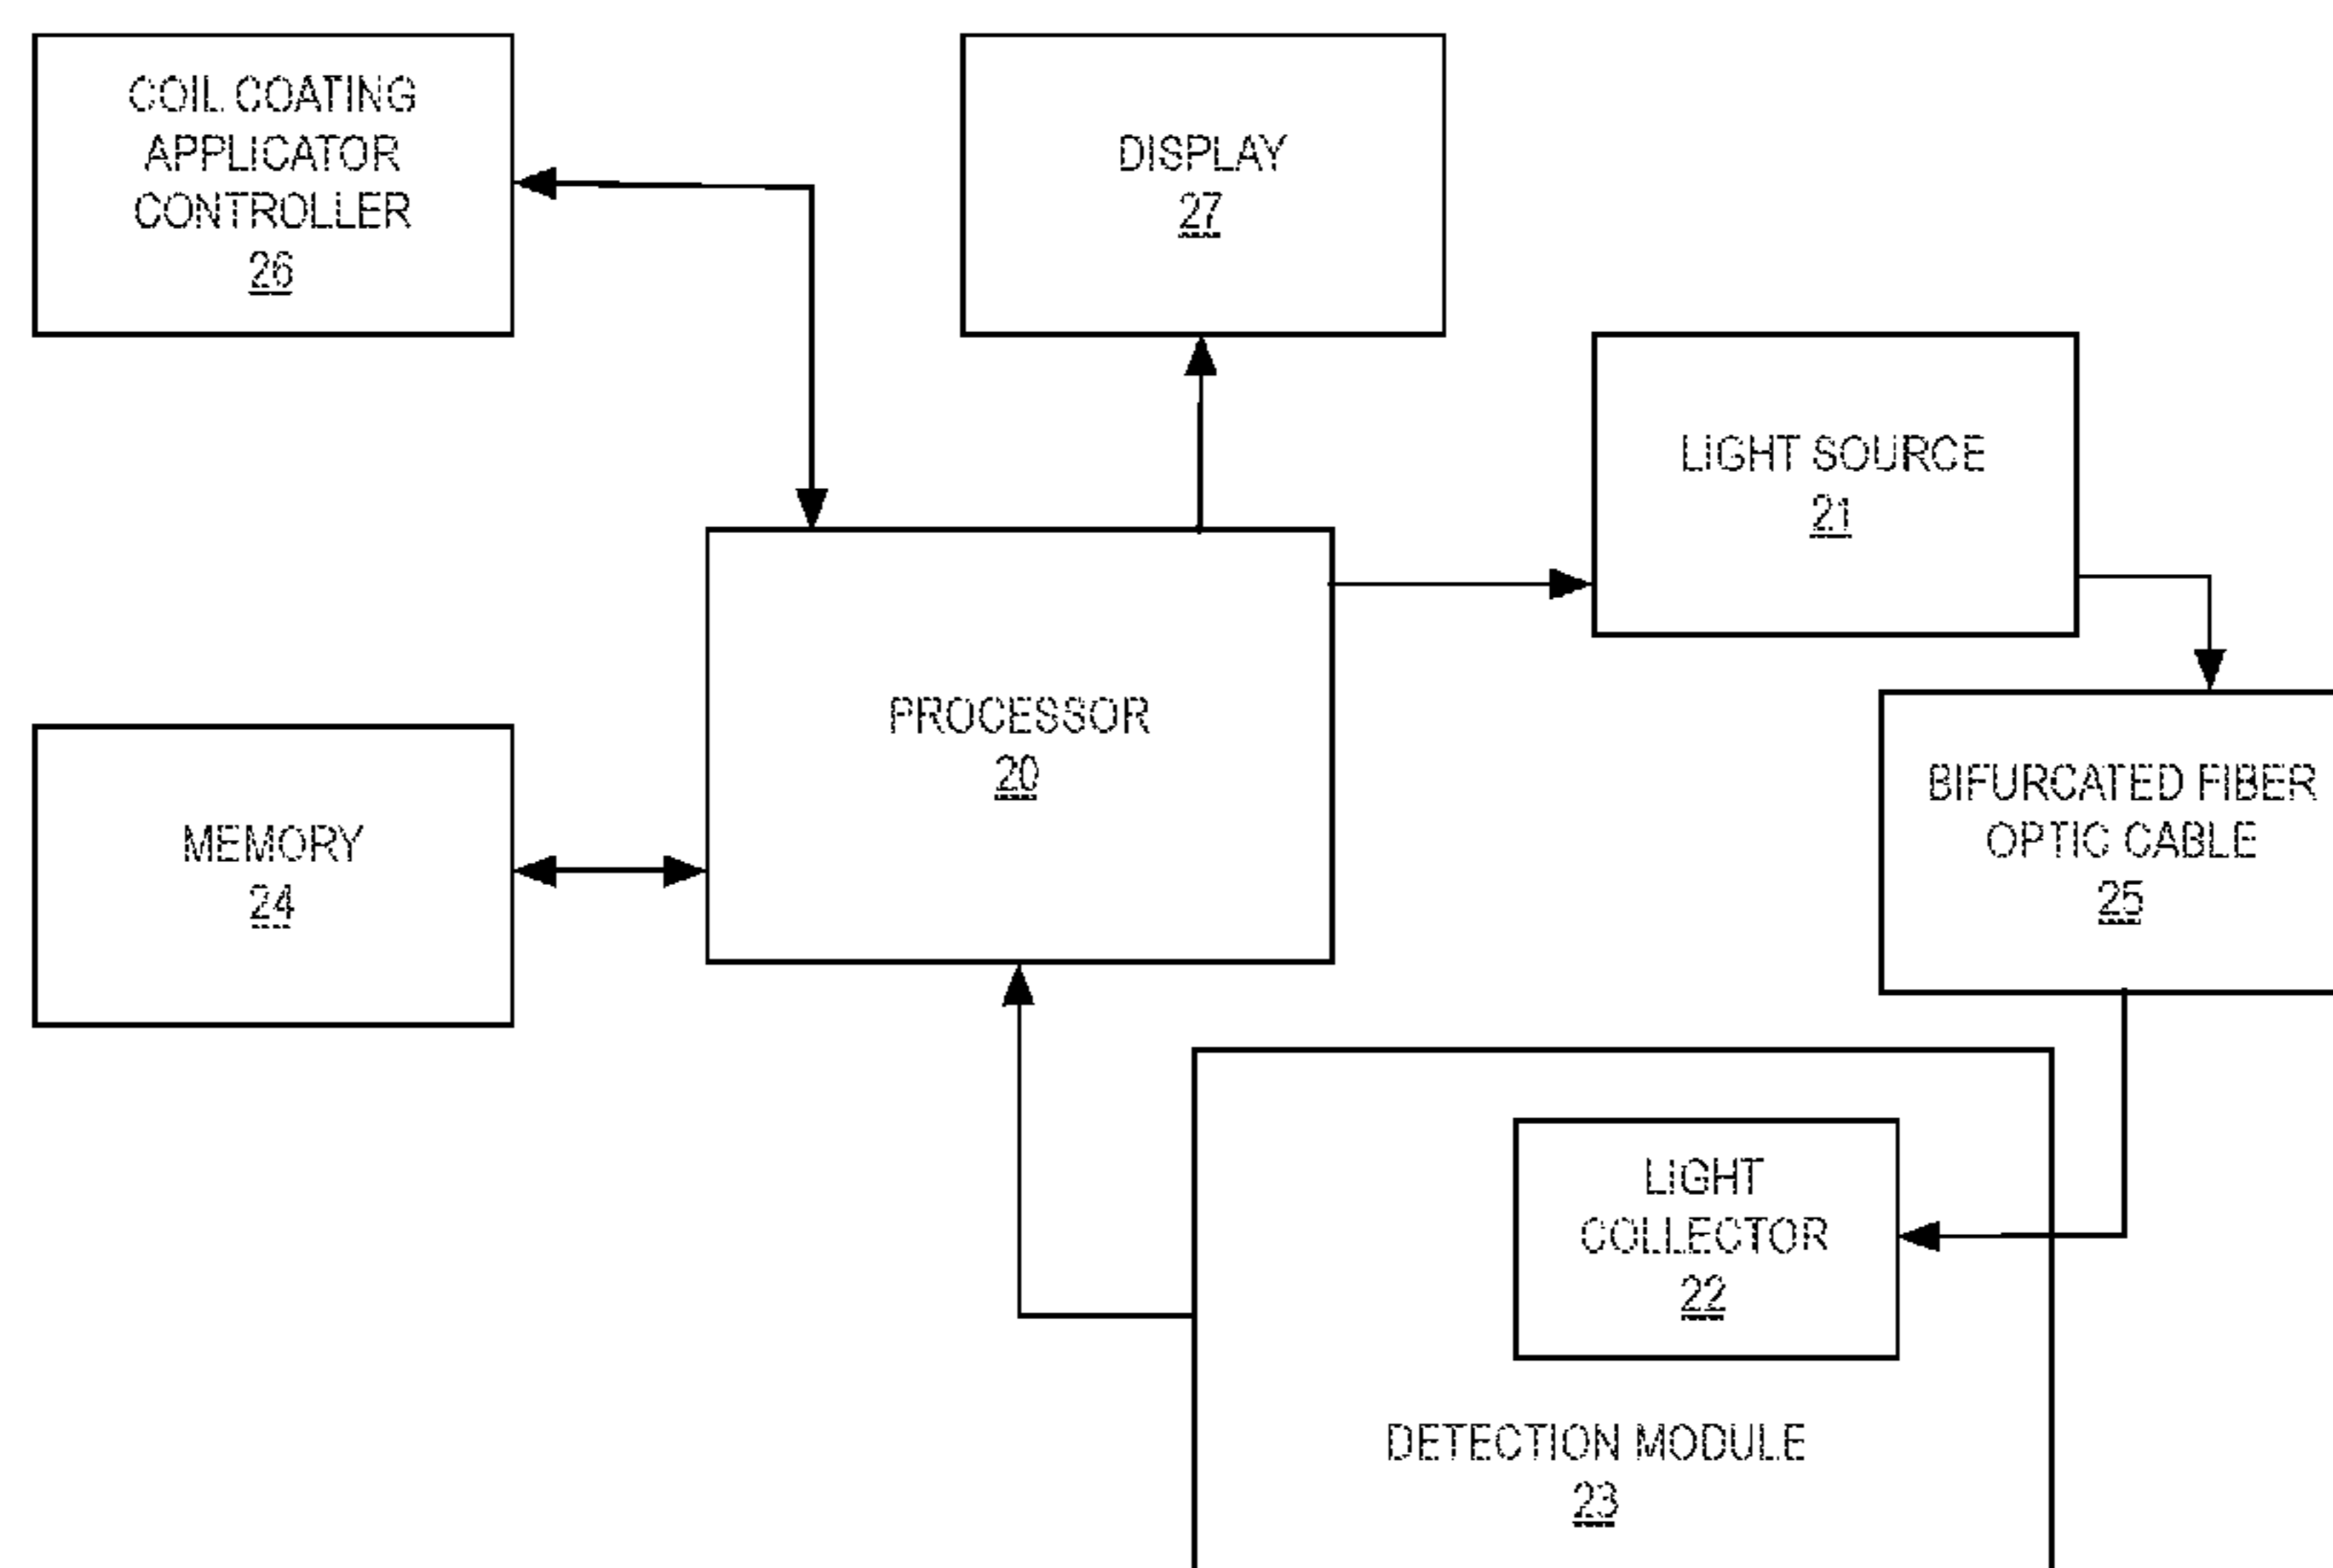 COIL COATING
APPLICATOR
CONTROLLER
26
DISPLAY
27
LIGHT SOURCE
21
PROCESSOR
20
BIFURCATED FIBER
OPTIC CABLE
25
MEMORY
24
LIGHT
COLLECTOR
22
DETECTION MODULE
23